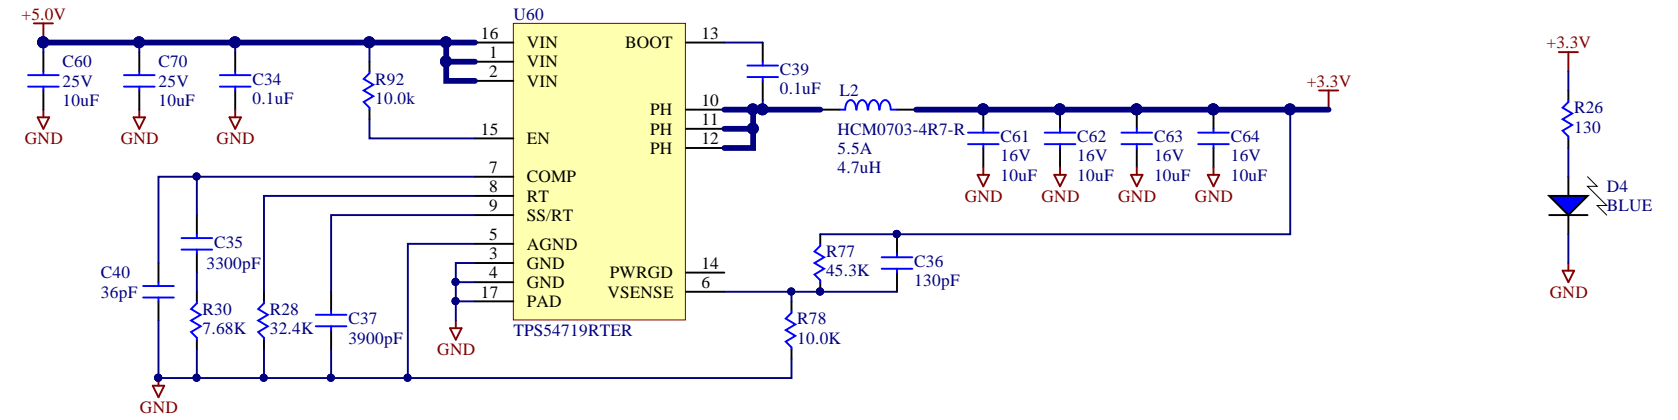 +5.0V
C60
25V
10uF
GND
C70
25V
10uF
GND
C34
0.1uF
GND
R92
10.0k
U60
16
VIN
1
VIN
2
VIN
15
EN
7
COMP
8
RT
9
SS/RT
5
AGND
3
GND
4
GND
17
PAD
BOOT
13
PH
10
PH
11
PH
12
PWRGD
14
VSENSE
6
TPS54719RTER
GND
C39
0.1uF
L2
HCM0703-4R7-R
5.5A
4.7uH
C61
16V
10uF
GND
C62
16V
10uF
GND
C63
16V
10uF
GND
C64
16V
10uF
GND
+3.3V
C40
36pF
C35
3300pF
R30
7.68K
R28
32.4K
C37
3900pF
GND
R77
45.3K
C36
130pF
R78
10.0K
+3.3V
R26
130
D4
BLUE
GND